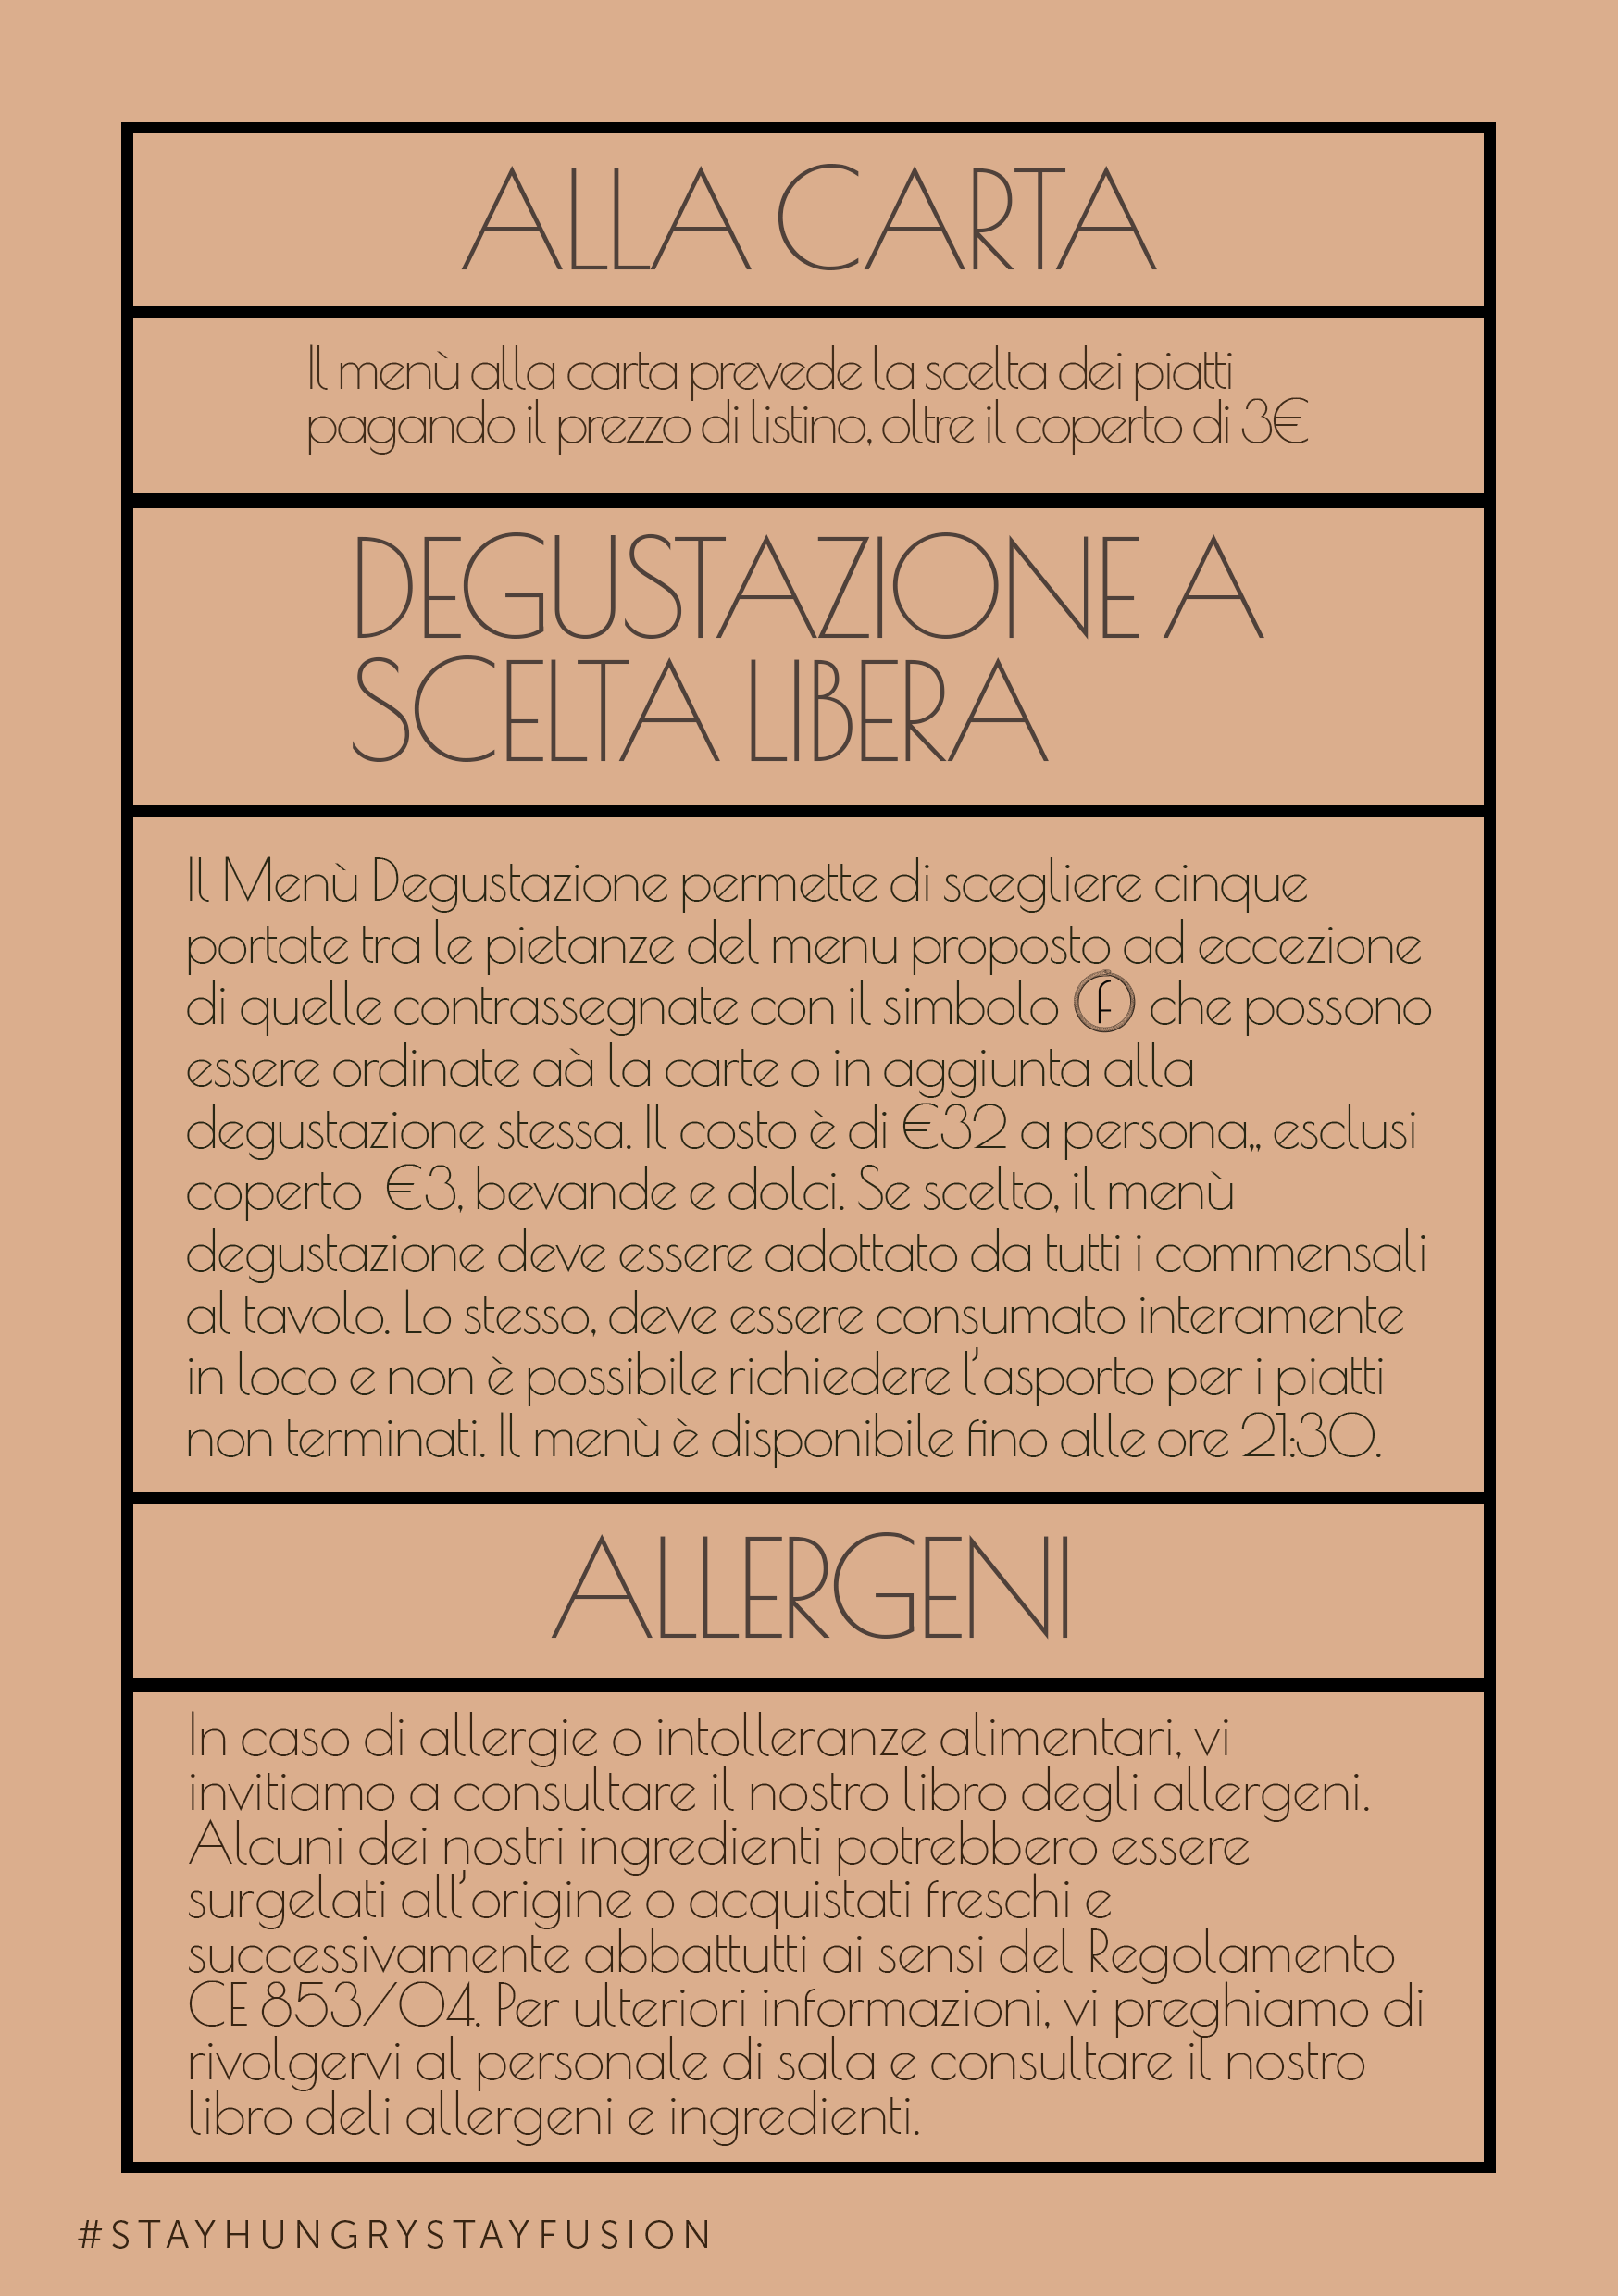 ALLA CARTA
Il menù alla carta prevede la scelta dei piatti
pagando il prezzo di listino, oltre il coperto di 3€
DEGUSTAZIONE A
SCELTA LIBERA
Il Menù Degustazione permette di scegliere cinque
portate tra le pietanze del menu proposto ad eccezione
di quelle contrassegnate con il simbolo f che possono
essere ordinate aà la carte o in aggiunta alla
degustazione stessa. Il costo è di €32 a persona,, esclusi
coperto €3, bevande e dolci. Se scelto, il menù
degustazione deve essere adottato da tutti i commensali
al tavolo. Lo stesso, deve essere consumato interamente
in loco e non è possibile richiedere l'asporto per i piatti
non terminati. Il menù è disponibile fino alle ore 21:30.
ALLERGENI
In caso di allergie o intolleranze alimentari, vi
invitiamo a consultare il nostro libro degli allergeni.
Alcuni dei nostri ingredienti potrebbero essere
surgelati all'origine o acquistati freschi e
successivamente abbattutti ai sensi del Regolamento
CE 853/04. Per ulteriori informazioni, vi preghiamo di
rivolgervi al personale di sala e consultare il nostro
libro deli allergeni e ingredienti.
#STAYHUNGRYSTAYFUSION